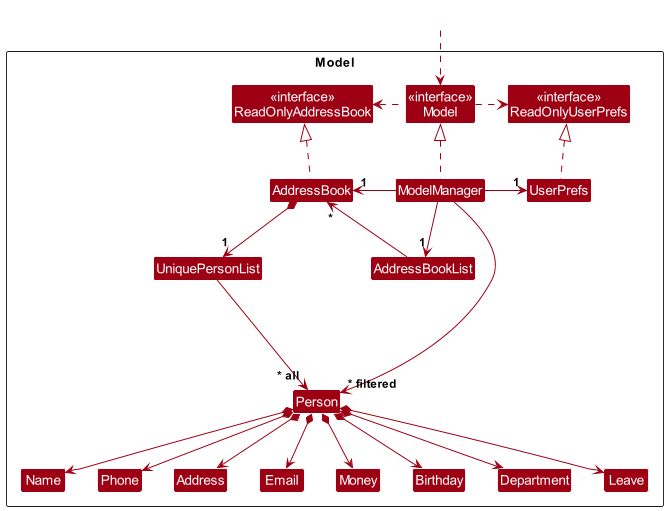 Model
«interface»
ReadOnlyAddressBook
«interface»
Model
«interface»
ReadOnlyUserPrefs
AddressBook
1
ModelManager
1
UserPrefs
*
1
1
UniquePersonList
AddressBookList
* all
* filtered
Person
Name
Phone
Address
Email
Money
Birthday
Department
Leave